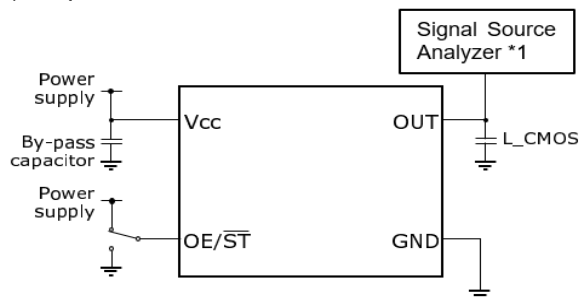 Signal Source
Analyzer *1
Power
supply
Vcc
OUT
By-pass
capacitor
L_CMOS
Power
supply
OE/ST
GND